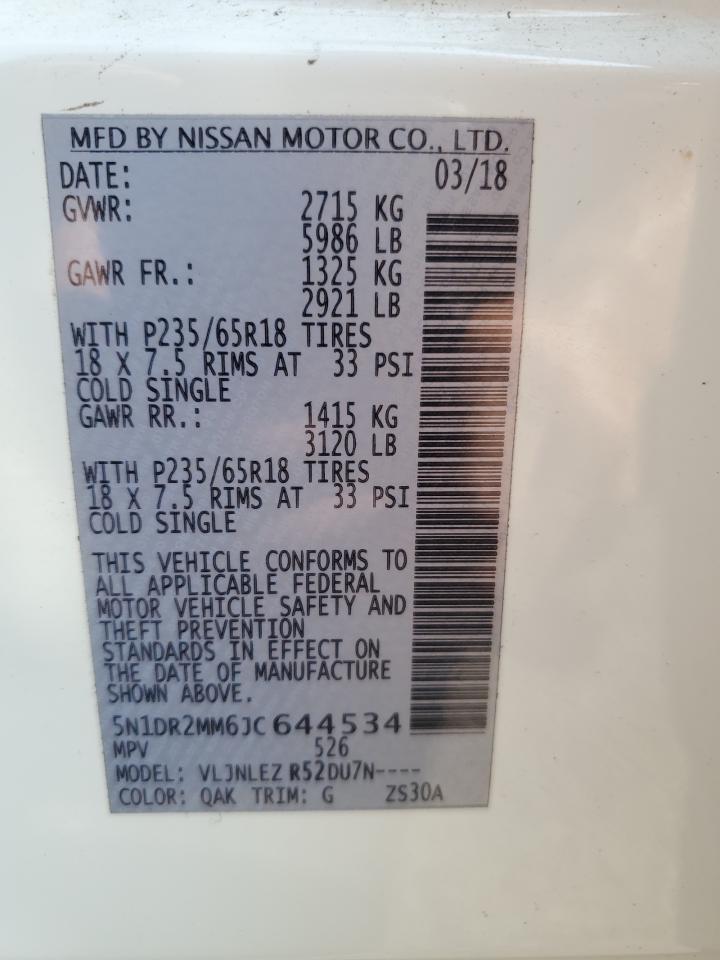 MFD BY NISSAN MOTOR CO., LTD.
DATE: 03/18
GVWR: 2715 KG
5986 LB
GAWR FR.: 1325 KG
2921 LB
WITH P235/65R18 TIRES
18 X 7.5 RIMS AT 33 PSI
COLD SINGLE
GAWR RR.: 1415 KG
3120 LB
WITH P235/65R18 TIRES
18 X 7.5 RIMS AT 33 PSI
COLD SINGLE
THIS VEHICLE CONFORMS TO
ALL APPLICABLE FEDERAL
MOTOR VEHICLE SAFETY AND
THEFT PREVENTION
STANDARDS IN EFFECT ON
THE DATE OF MANUFACTURE
SHOWN ABOVE.
5N1DR2MM6JC644534
MPV 526
MODEL: VLJNLEZ R52DU7N----
COLOR: QAK TRIM: G ZS30A